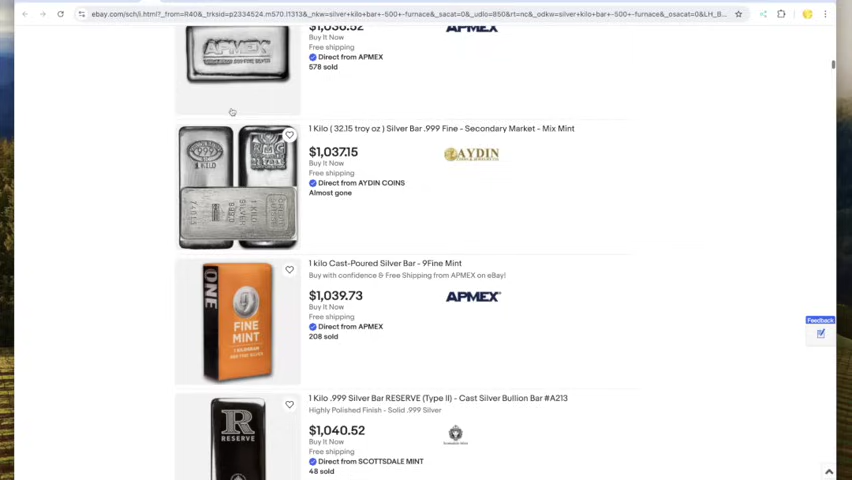 ebay.com/sch/i.html?_from=R40&_trksid=p2334524.m570.l1313&_nkw=silver+kilo+bar+-500+-furnace&_sacat=0&_udlo=850&rt=nc&_odkw=silver+kilo+bar+-500+-furnace&_osacat=0&LH_B...
$1,036.52
Buy It Now
Free shipping
Direct from APMEX
578 sold
APMEX
APMEX
1 Kilo ( 32.15 troy oz ) Silver Bar .999 Fine - Secondary Market - Mix Mint
$1,037.15
Buy It Now
Free shipping
Direct from AYDIN COINS
Almost gone
AYDIN
1 kilo Cast-Poured Silver Bar - 9Fine Mint
Buy with confidence & Free Shipping from APMEX on eBay!
$1,039.73
Buy It Now
Free shipping
Direct from APMEX
208 sold
APMEX
ONE
FINE
MINT
1 KILOGRAM
Feedback
1 Kilo .999 Silver Bar RESERVE (Type II) - Cast Silver Bullion Bar #A213
Highly Polished Finish - Solid .999 Silver
$1,040.52
Buy It Now
Free shipping
Direct from SCOTTSDALE MINT
48 sold
R
RESERVE